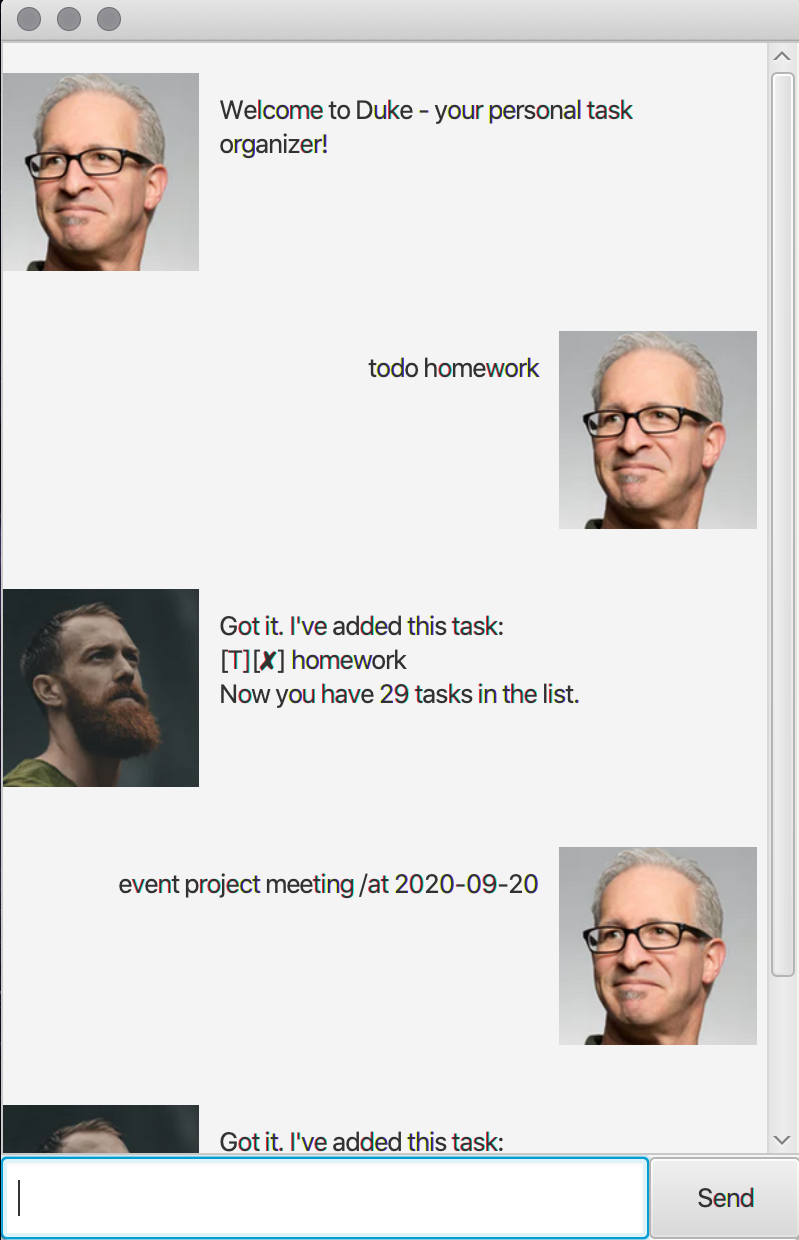 Welcome to Duke - your personal task
organizer!
todo homework
Got it. I've added this task:
[T][✘] homework
Now you have 29 tasks in the list.
event project meeting /at 2020-09-20
Got it. I've added this task:
Send